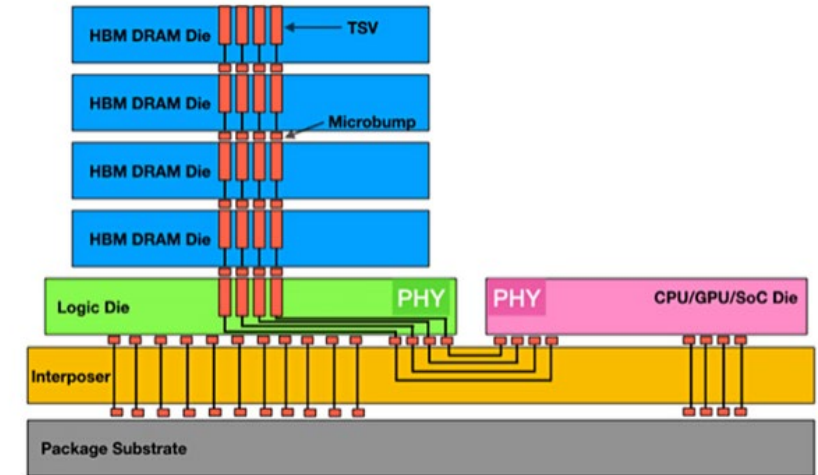 HBM DRAM Die
TSV
HBM DRAM Die
Microbump
HBM DRAM Die
HBM DRAM Die
Logic Die
PHY
PHY
CPU/GPU/SoC Die
Interposer
Package Substrate